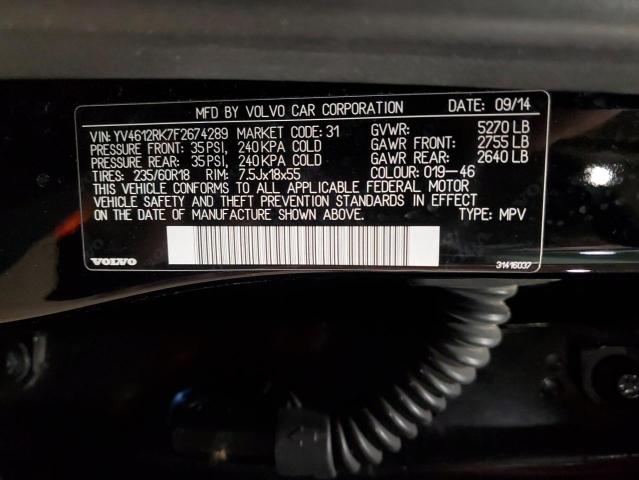 MFD BY VOLVO CAR CORPORATION DATE: 09/14
VIN: YV4612RK7F2674289 MARKET CODE: 31 GVWR: 5270 LB
PRESSURE FRONT: 35 PSI, 240 KPA COLD GAWR FRONT: 2755 LB
PRESSURE REAR: 35 PSI, 240 KPA COLD GAWR REAR: 2640 LB
TIRES: 235/60R18 RIM: 7.5Jx18x55 COLOUR: 019-46
THIS VEHICLE CONFORMS TO ALL APPLICABLE FEDERAL MOTOR
VEHICLE SAFETY AND THEFT PREVENTION STANDARDS IN EFFECT
ON THE DATE OF MANUFACTURE SHOWN ABOVE. TYPE: MPV
VOLVO 31416037